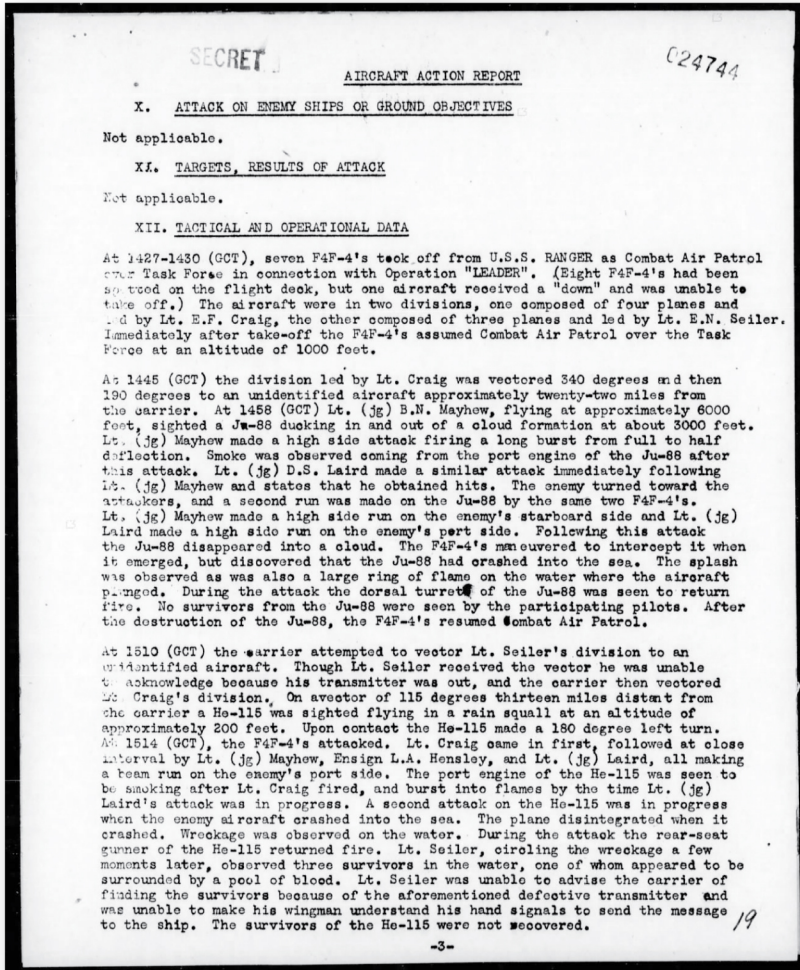 SECRET
024744
AIRCRAFT ACTION REPORT
X. ATTACK ON ENEMY SHIPS OR GROUND OBJECTIVES
Not applicable.
XI. TARGETS, RESULTS OF ATTACK
Not applicable.
XII. TACTICAL AND OPERATIONAL DATA
At 1427-1430 (GCT), seven F4F-4's took off from U.S.S. RANGER as Combat Air Patrol
over Task Force in connection with Operation "LEADER". (Eight F4F-4's had been
spotted on the flight deck, but one aircraft received a "down" and was unable to
take off.) The aircraft were in two divisions, one composed of four planes and
led by Lt. E.F. Craig, the other composed of three planes and led by Lt. E.N. Seiler.
Immediately after take-off the F4F-4's assumed Combat Air Patrol over the Task
Force at an altitude of 1000 feet.
At 1445 (GCT) the division led by Lt. Craig was vectored 340 degrees and then
190 degrees to an unidentified aircraft approximately twenty-two miles from
the carrier. At 1458 (GCT) Lt. (jg) B.N. Mayhew, flying at approximately 6000
feet, sighted a Ju-88 ducking in and out of a cloud formation at about 3000 feet.
Lt. (jg) Mayhew made a high side attack firing a long burst from full to half
deflection. Smoke was observed coming from the port engine of the Ju-88 after
this attack. Lt. (jg) D.S. Laird made a similar attack immediately following
Lt. (jg) Mayhew and states that he obtained hits. The enemy turned toward the
attackers, and a second run was made on the Ju-88 by the same two F4F-4's.
Lt. (jg) Mayhew made a high side run on the enemy's starboard side and Lt. (jg)
Laird made a high side run on the enemy's port side. Following this attack
the Ju-88 disappeared into a cloud. The F4F-4's maneuvered to intercept it when
it emerged, but discovered that the Ju-88 had crashed into the sea. The splash
was observed as was also a large ring of flame on the water where the aircraft
plunged. During the attack the dorsal turret of the Ju-88 was seen to return
fire. No survivors from the Ju-88 were seen by the participating pilots. After
the destruction of the Ju-88, the F4F-4's resumed Combat Air Patrol.
At 1510 (GCT) the carrier attempted to vector Lt. Seiler's division to an
unidentified aircraft. Though Lt. Seiler received the vector he was unable
to acknowledge because his transmitter was out, and the carrier then vectored
Lt. Craig's division. On avector of 115 degrees thirteen miles distant from
the carrier a He-115 was sighted flying in a rain squall at an altitude of
approximately 200 feet. Upon contact the He-115 made a 180 degree left turn.
At 1514 (GCT), the F4F-4's attacked. Lt. Craig came in first, followed at close
interval by Lt. (jg) Mayhew, Ensign L.A. Hensley, and Lt. (jg) Laird, all making
a beam run on the enemy's port side. The port engine of the He-115 was seen to
be smoking after Lt. Craig fired, and burst into flames by the time Lt. (jg)
Laird's attack was in progress. A second attack on the He-115 was in progress
when the enemy aircraft crashed into the sea. The plane disintegrated when it
crashed. Wreckage was observed on the water. During the attack the rear-seat
gunner of the He-115 returned fire. Lt. Seiler, circling the wreckage a few
moments later, observed three survivors in the water, one of whom appeared to be
surrounded by a pool of blood. Lt. Seiler was unable to advise the carrier of
finding the survivors because of the aforementioned defective transmitter and
was unable to make his wingman understand his hand signals to send the message
to the ship. The survivors of the He-115 were not recovered.
19
-3-